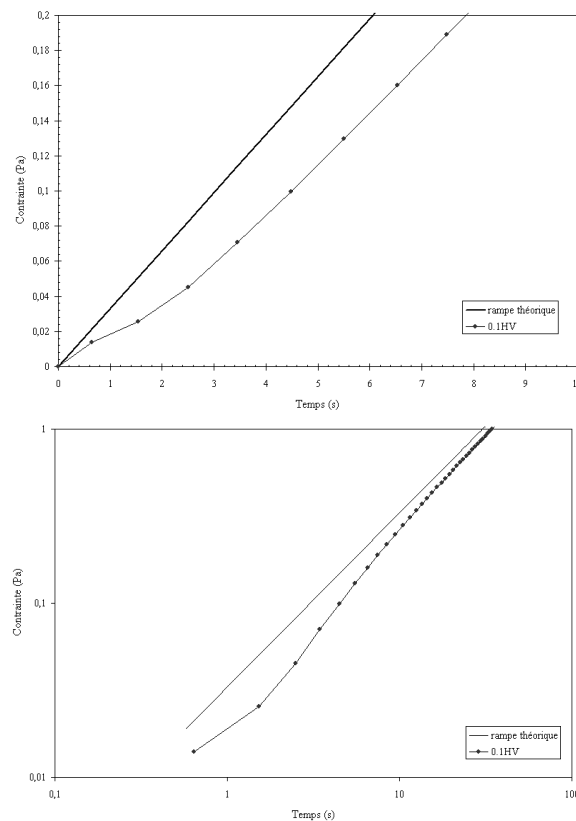 0,2
0,18
0,16
0,14
0,12
0,1
0,08
0,06
0,04
0,02
0
Contrainte (Pa)
0 1 2 3 4 5 6 7 8 9 10
Temps (s)
rampe théorique
0.1HV
1
0,1
0,01
Contrainte (Pa)
0,1 1 10 100
Temps (s)
rampe théorique
0.1HV